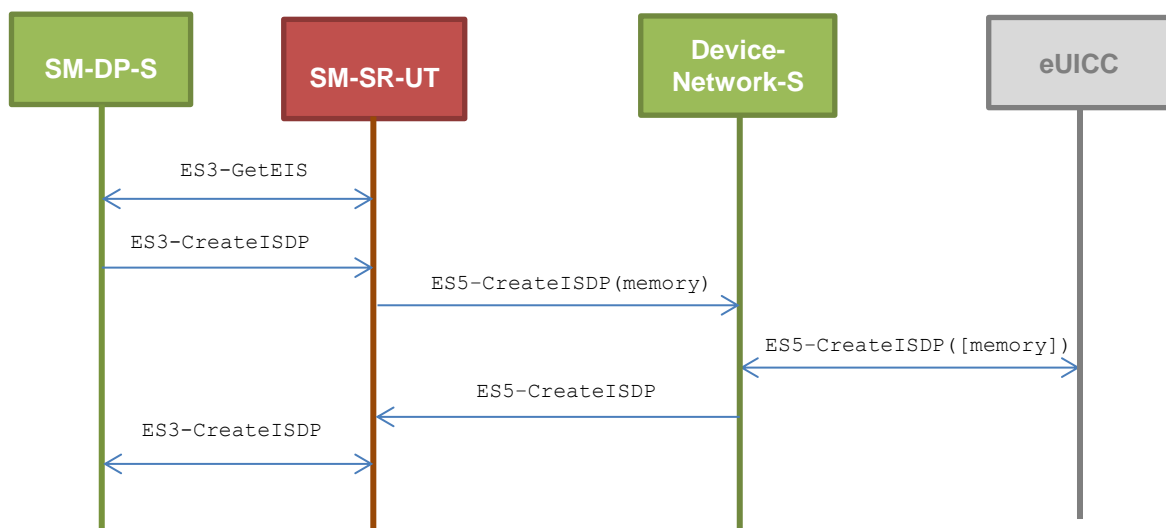 SM-DP-S
SM-SR-UT
Device-
Network-S
eUICC
ES3-GetEIS
ES3-CreateISDP
ES5–CreateISDP(memory)
ES5–CreateISDP([memory])
ES5–CreateISDP
ES3-CreateISDP